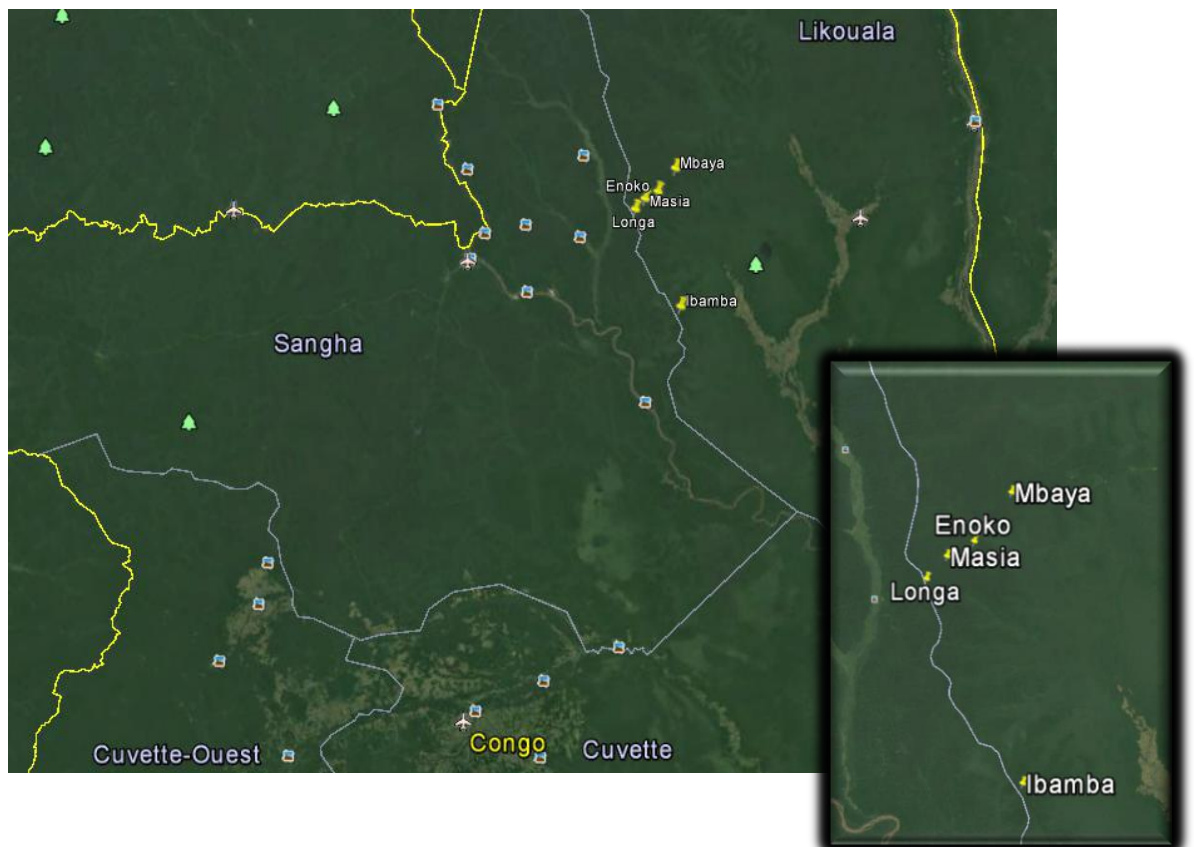 Likouala
Mbaya
Enoko
Masia
Longa
Ibamba
Sangha
Cuvette-Ouest
Congo
Cuvette
Mbaya
Enoko
Masia
Longa
Ibamba